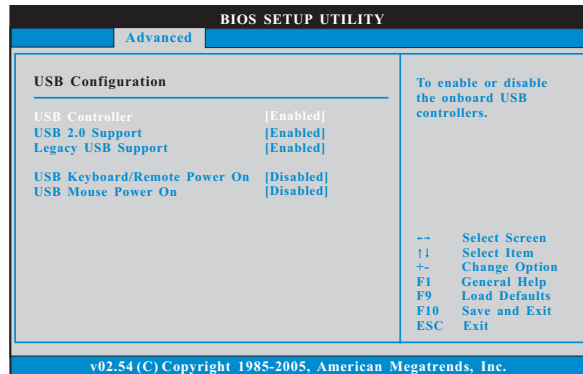 BIOS SETUP UTILITY
Advanced
USB Configuration
USB Controller [Enabled]
USB 2.0 Support [Enabled]
Legacy USB Support [Enabled]
USB Keyboard/Remote Power On [Disabled]
USB Mouse Power On [Disabled]
To enable or disable
the onboard USB
controllers.
←→ Select Screen
↑↓ Select Item
+- Change Option
F1 General Help
F9 Load Defaults
F10 Save and Exit
ESC Exit
v02.54 (C) Copyright 1985-2005, American Megatrends, Inc.